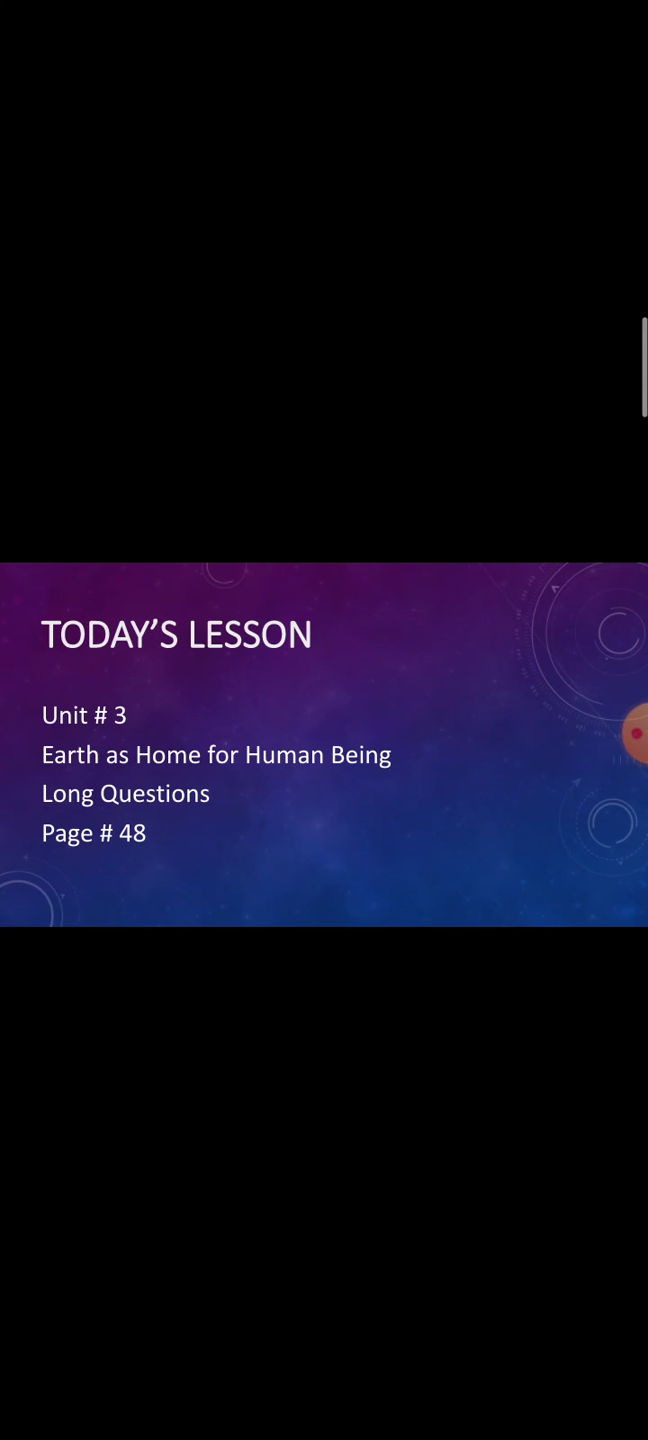 TODAY’S LESSON
Unit # 3
Earth as Home for Human Being
Long Questions
Page # 48